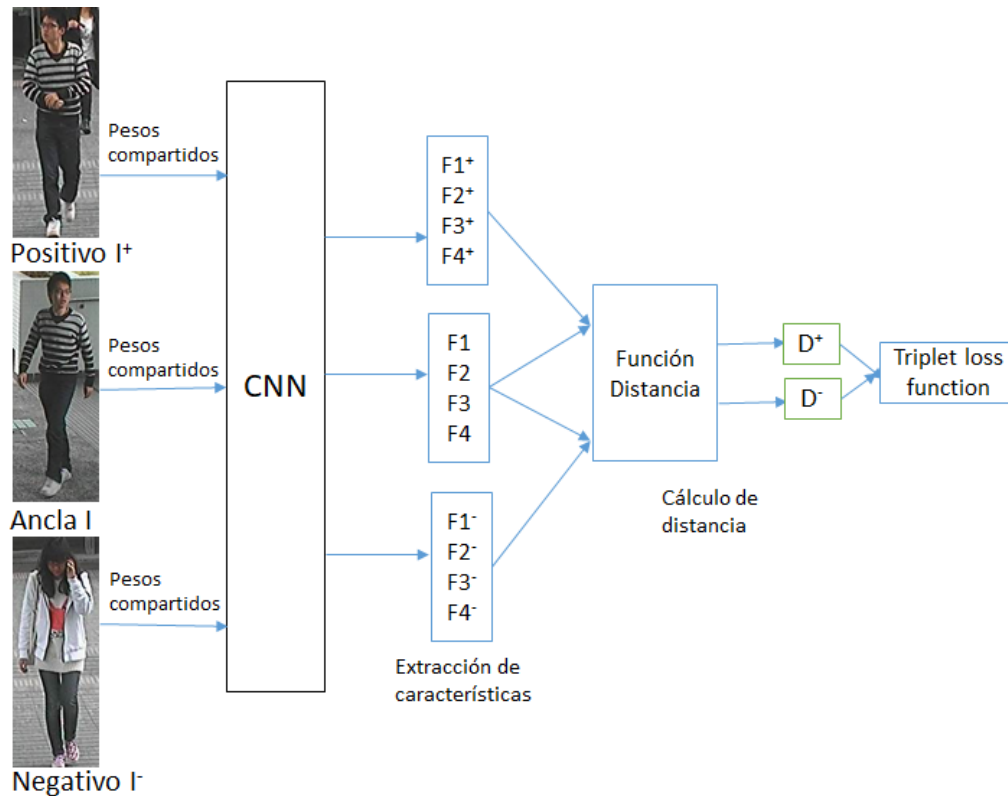 Pesos
compartidos
Positivo I⁺
Pesos
compartidos
Ancla I
Pesos
compartidos
Negativo I⁻
CNN
F1⁺
F2⁺
F3⁺
F4⁺
F1
F2
F3
F4
F1⁻
F2⁻
F3⁻
F4⁻
Extracción de
características
Función
Distancia
Cálculo de
distancia
D⁺
D⁻
Triplet loss
function